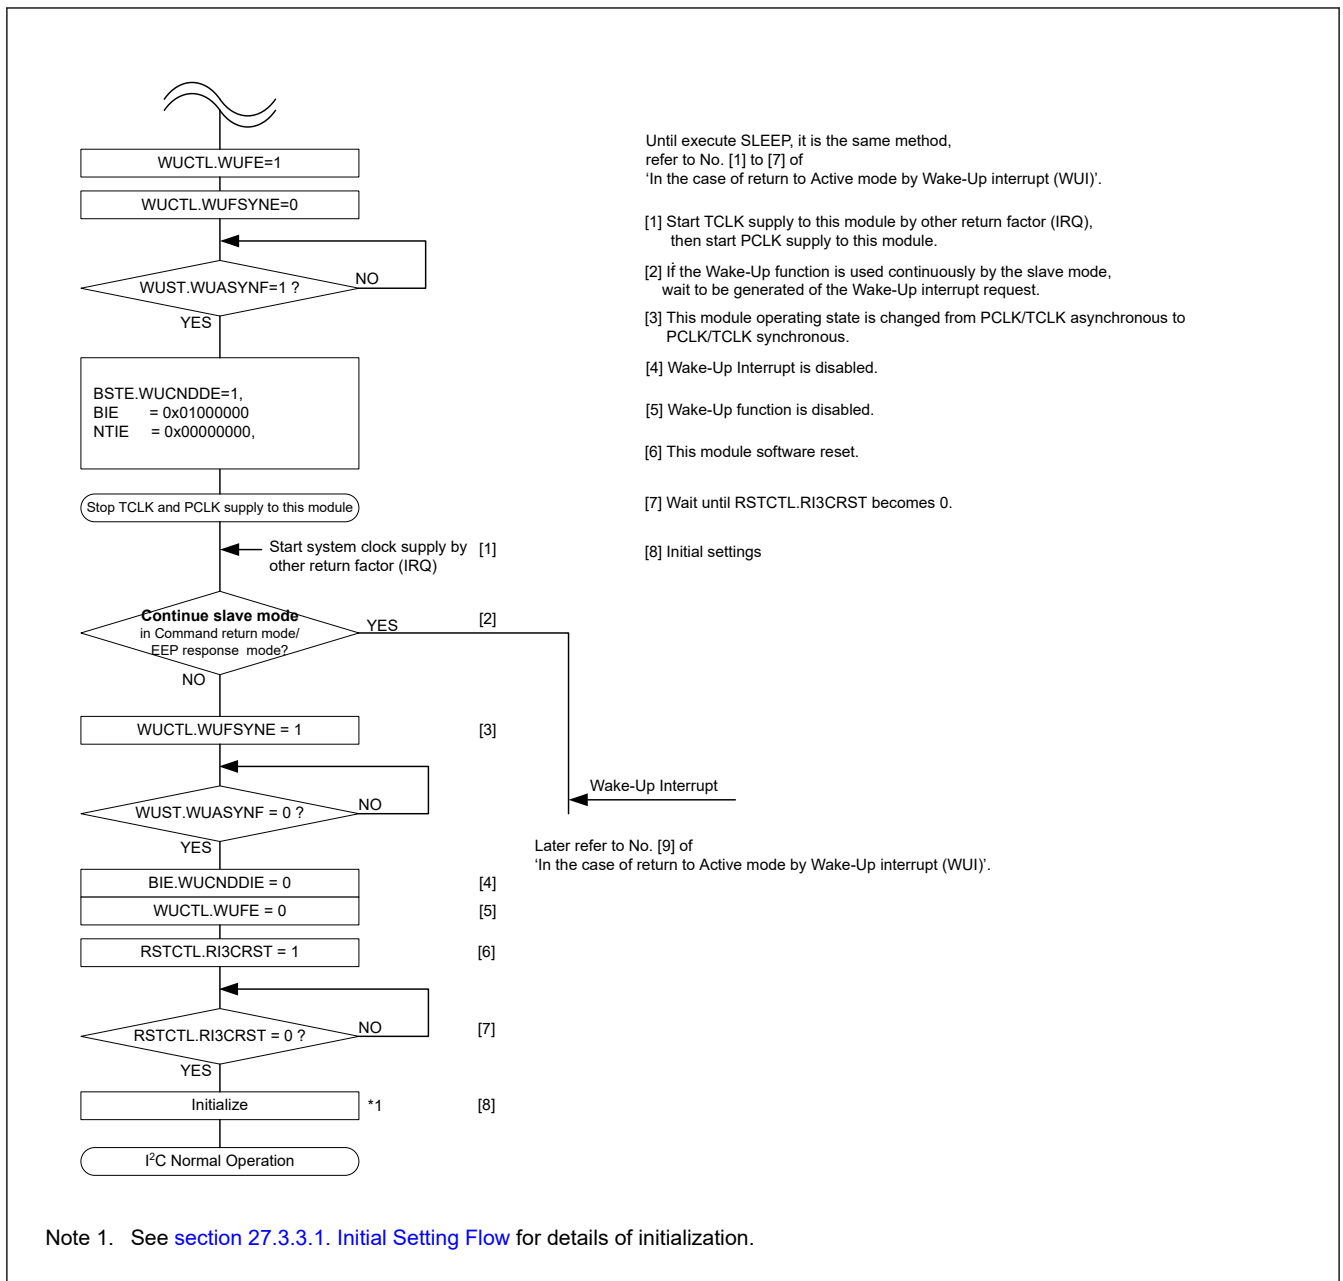 WUCTL.WUFE=1
WUCTL.WUFSYNE=0
WUST.WUASYNF=1 ?
NO
YES
BSTE.WUCNDDE=1,
BIE = 0x01000000
NTIE = 0x00000000,
Stop TCLK and PCLK supply to this module
Start system clock supply by [1]
other return factor (IRQ)
Continue slave mode
in Command return mode/
EEP response mode?
YES
[2]
NO
WUCTL.WUFSYNE = 1
[3]
WUST.WUASYNF = 0 ?
NO
YES
Wake-Up Interrupt
Later refer to No. [9] of
‘In the case of return to Active mode by Wake-Up interrupt (WUI)’.
BIE.WUCNDDIE = 0
[4]
WUCTL.WUFE = 0
[5]
RSTCTL.RI3CRST = 1
[6]
RSTCTL.RI3CRST = 0 ?
NO
[7]
YES
Initialize
*1
[8]
I²C Normal Operation
Until execute SLEEP, it is the same method,
refer to No. [1] to [7] of
‘In the case of return to Active mode by Wake-Up interrupt (WUI)’.
[1] Start TCLK supply to this module by other return factor (IRQ),
then start PCLK supply to this module.
[2] If the Wake-Up function is used continuously by the slave mode,
wait to be generated of the Wake-Up interrupt request.
[3] This module operating state is changed from PCLK/TCLK asynchronous to
PCLK/TCLK synchronous.
[4] Wake-Up Interrupt is disabled.
[5] Wake-Up function is disabled.
[6] This module software reset.
[7] Wait until RSTCTL.RI3CRST becomes 0.
[8] Initial settings
Note 1. See section 27.3.3.1. Initial Setting Flow for details of initialization.